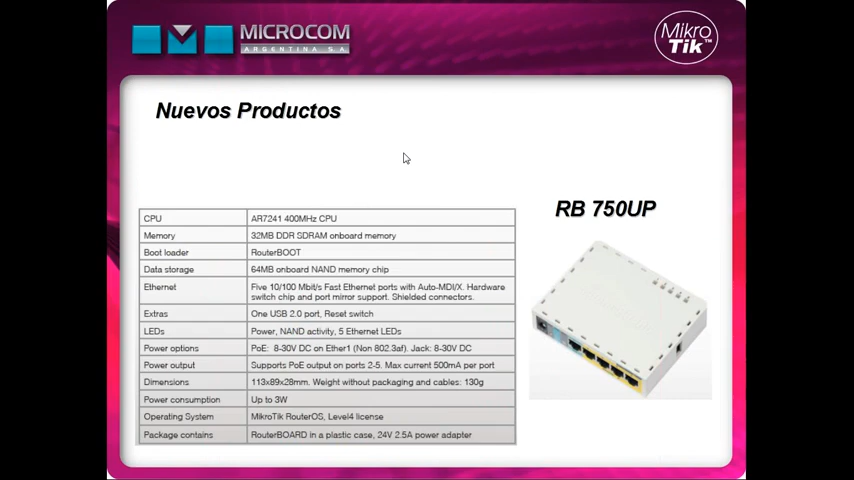 MICROCOM
ARGENTINA S.A.
Mikro
Tik™
Nuevos Productos
RB 750UP
CPU AR7241 400MHz CPU
Memory 32MB DDR SDRAM onboard memory
Boot loader RouterBOOT
Data storage 64MB onboard NAND memory chip
Ethernet Five 10/100 Mbit/s Fast Ethernet ports with Auto-MDI/X. Hardware
switch chip and port mirror support. Shielded connectors.
Extras One USB 2.0 port, Reset switch
LEDs Power, NAND activity, 5 Ethernet LEDs
Power options PoE: 8-30V DC on Ether1 (Non 802.3af). Jack: 8-30V DC
Power output Supports PoE output on ports 2-5. Max current 500mA per port
Dimensions 113x89x28mm. Weight without packaging and cables: 130g
Power consumption Up to 3W
Operating System MikroTik RouterOS, Level4 license
Package contains RouterBOARD in a plastic case, 24V 2.5A power adapter